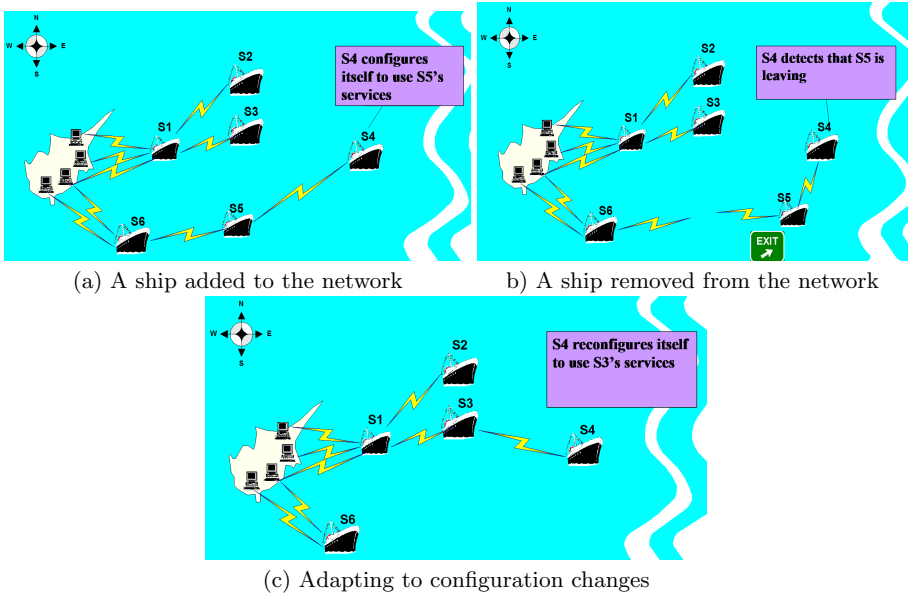 N
W E
S
S2
S3
S1
S4
S5
S6
S4 configures
itself to use S5's
services
(a) A ship added to the network
N
W E
S
S2
S3
S1
S4
S5
S6
S4 detects that S5 is
leaving
EXIT
b) A ship removed from the network
N
W E
S
S2
S3
S1
S4
S6
S4 reconfigures itself
to use S3's services
(c) Adapting to configuration changes